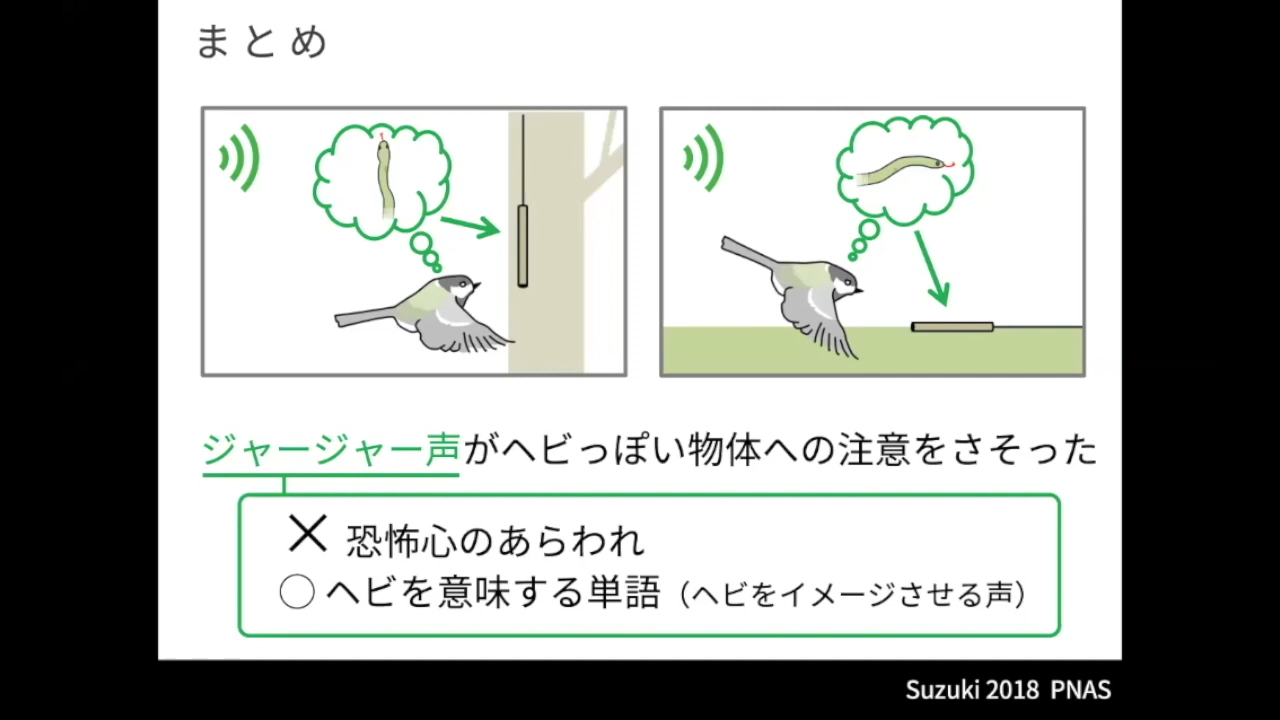 まとめ
ジャージャー声がヘビっぽい物体への注意をさそった
× 恐怖心のあらわれ
○ ヘビを意味する単語（ヘビをイメージさせる声）
Suzuki 2018 PNAS